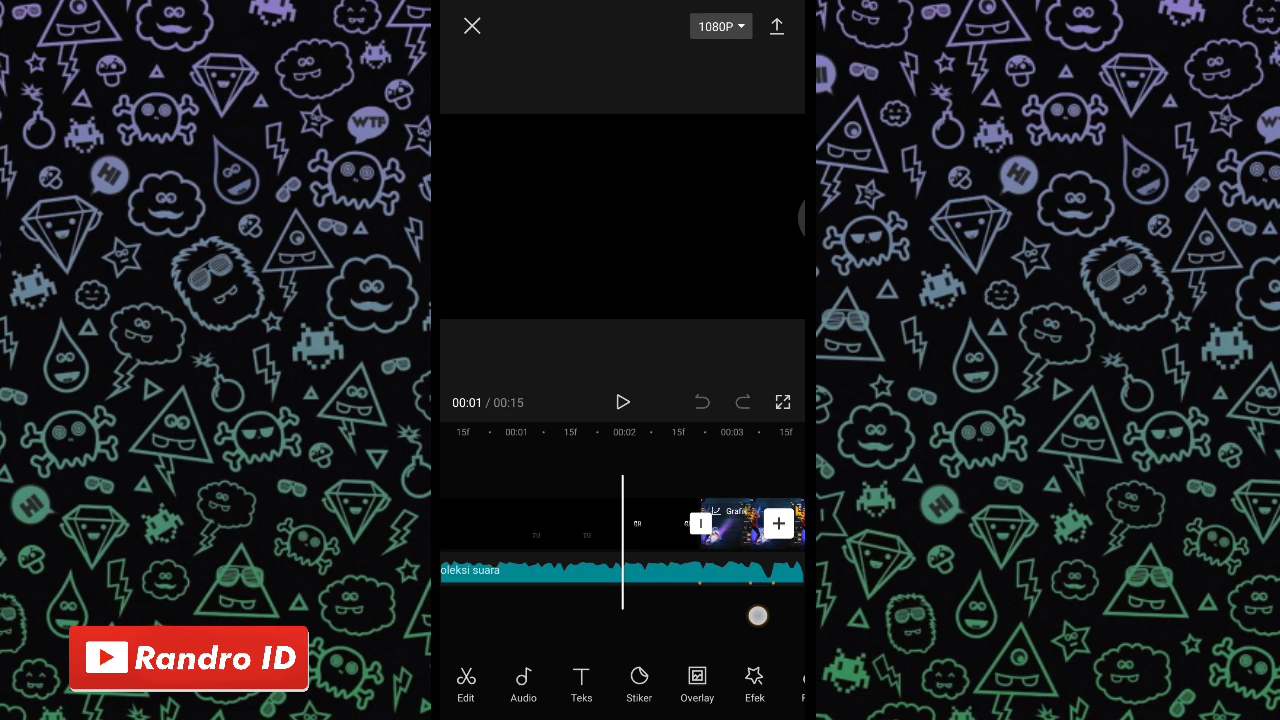 1080P
WTF
HI
HI
HI
00:01 / 00:15
15f
00:01
15f
00:02
15f
00:03
15f
Grafik
oleksi suara
Randro ID
Edit
Audio
Teks
Stiker
Overlay
Efek